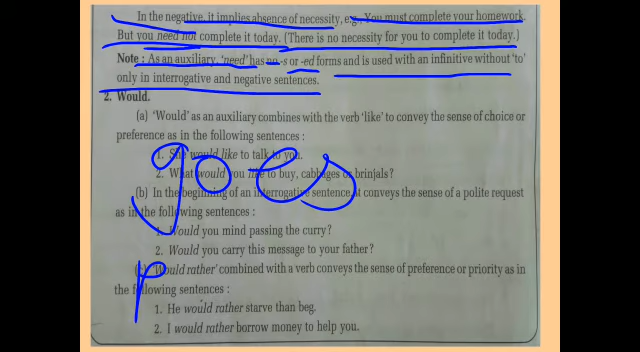 In the negative, it implies absence of necessity, e.g., You must complete your homework.
But you need not complete it today. (There is no necessity for you to complete it today.)
Note : As an auxiliary, 'need' has no -s or -ed forms and is used with an infinitive without 'to'
only in interrogative and negative sentences.
2. Would.
(a) 'Would' as an auxiliary combines with the verb 'like' to convey the sense of choice or
preference as in the following sentences :
1. She would like to talk to you.
2. What would you like to buy, cabbages or brinjals?
go es
(b) In the beginning of an interrogative sentence it conveys the sense of a polite request
as in the following sentences :
1. Would you mind passing the curry?
2. Would you carry this message to your father?
p
(c) 'Would rather' combined with a verb conveys the sense of preference or priority as in
the following sentences :
1. He would rather starve than beg.
2. I would rather borrow money to help you.